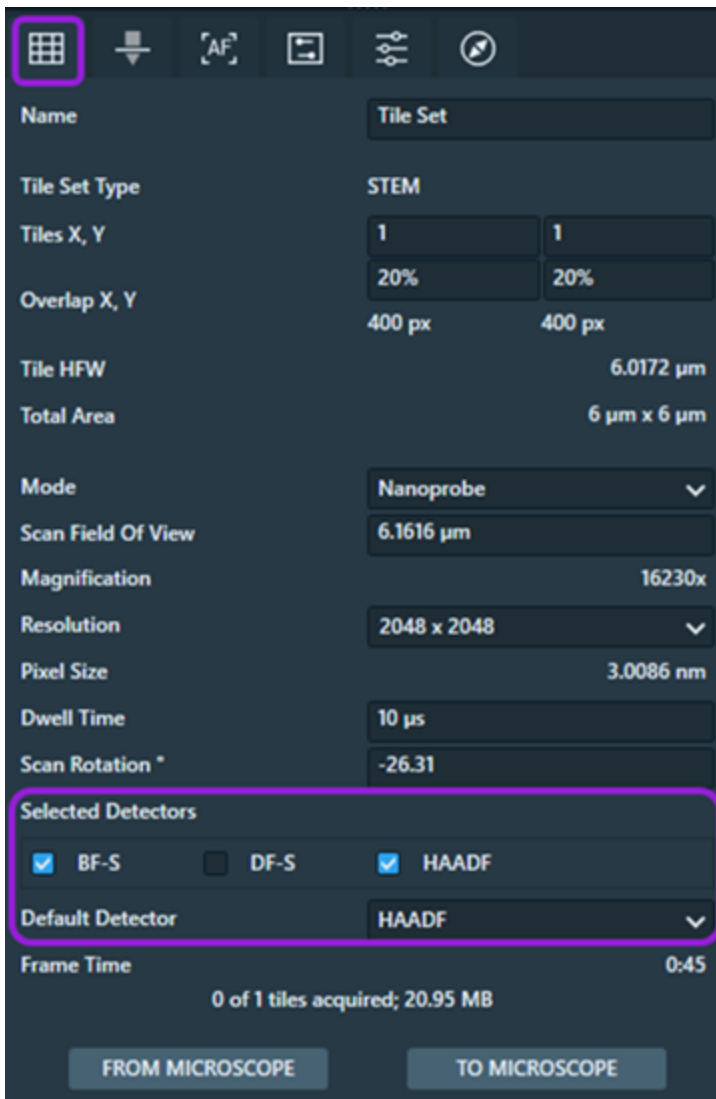 [AF]
Name Tile Set
Tile Set Type STEM
Tiles X, Y 1 1
Overlap X, Y 20% 20%
400 px 400 px
Tile HFW 6.0172 µm
Total Area 6 µm x 6 µm
Mode Nanoprobe
Scan Field Of View 6.1616 µm
Magnification 16230x
Resolution 2048 x 2048
Pixel Size 3.0086 nm
Dwell Time 10 µs
Scan Rotation ° -26.31
Selected Detectors
BF-S DF-S HAADF
Default Detector HAADF
Frame Time 0:45
0 of 1 tiles acquired; 20.95 MB
FROM MICROSCOPE TO MICROSCOPE